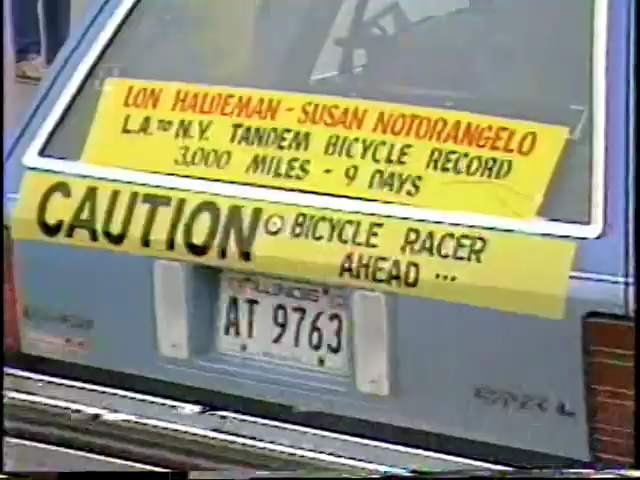 LON HALDEMAN - SUSAN NOTORANGELO
L.A. TO N.Y. TANDEM BICYCLE RECORD
3,000 MILES - 9 DAYS
CAUTION BICYCLE RACER
AHEAD ...
ILLINOIS
AT 9763